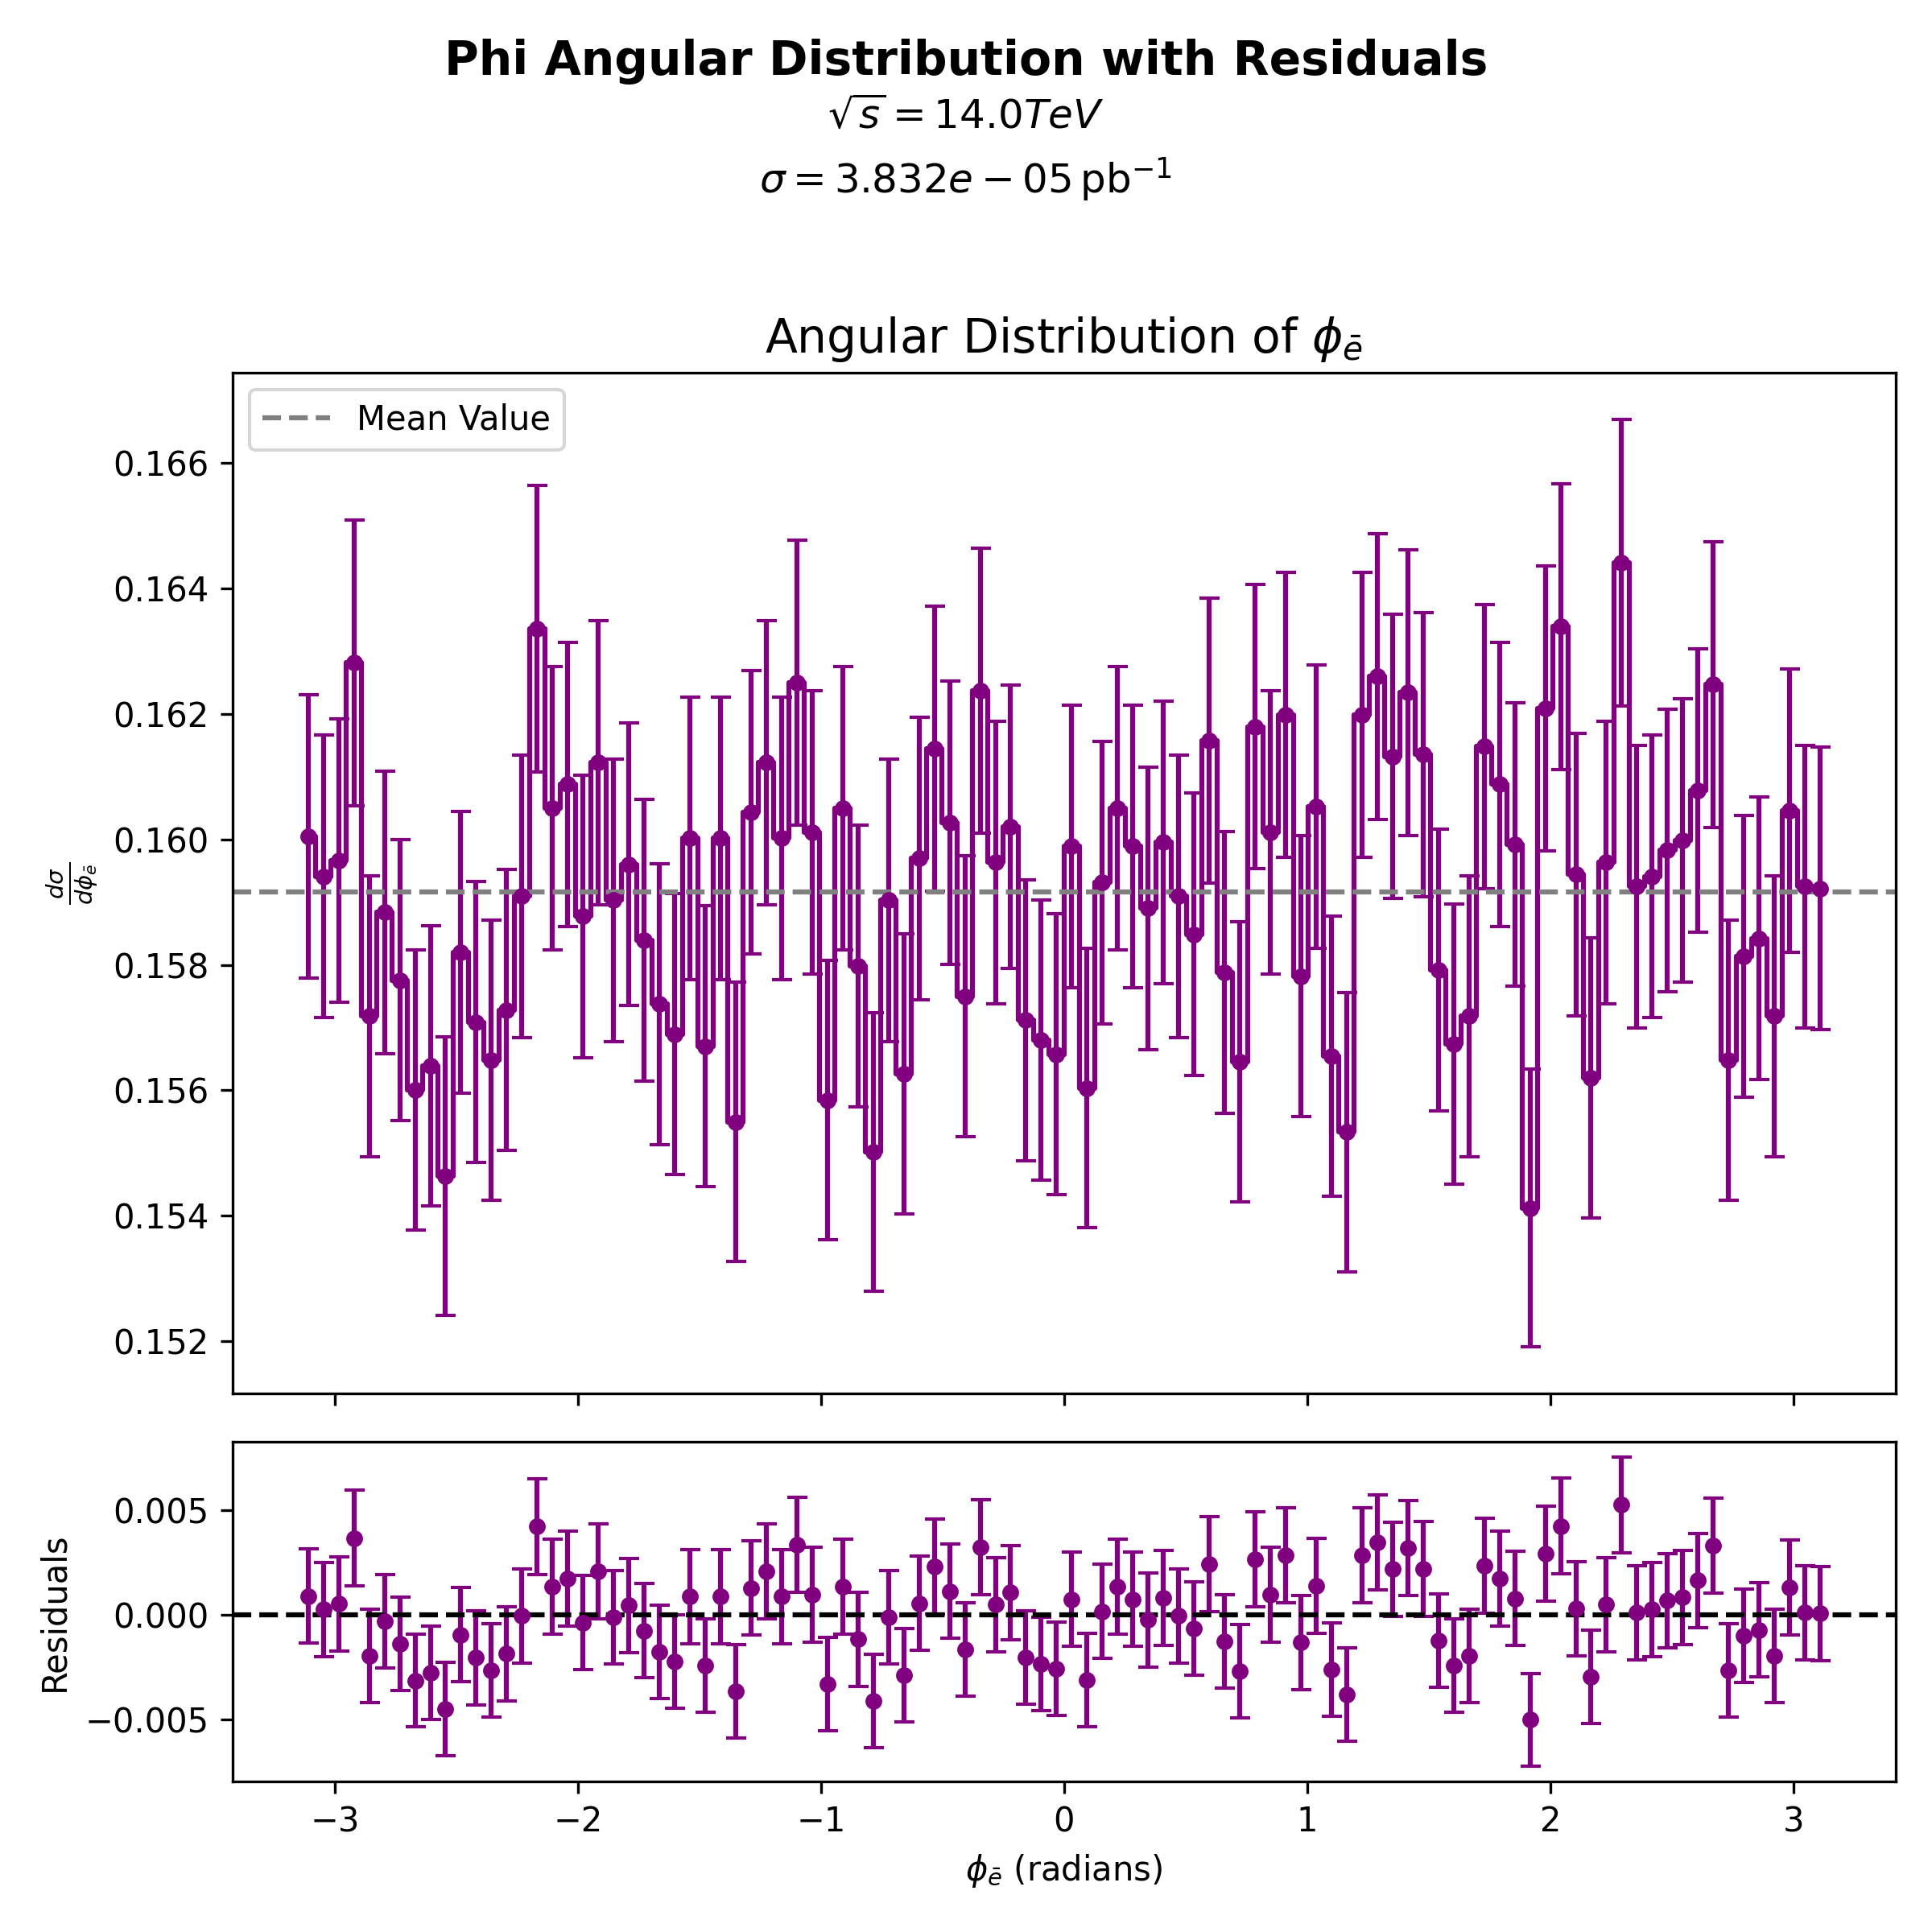 Phi Angular Distribution with Residuals
√s = 14.0TeV
σ = 3.832e − 05 pb⁻¹
Angular Distribution of ϕ_ē
Mean Value
0.166
0.164
0.162
0.160
0.158
0.156
0.154
0.152
dσ/dϕ_ē
0.005
0.000
−0.005
Residuals
−3 −2 −1 0 1 2 3
ϕ_ē (radians)